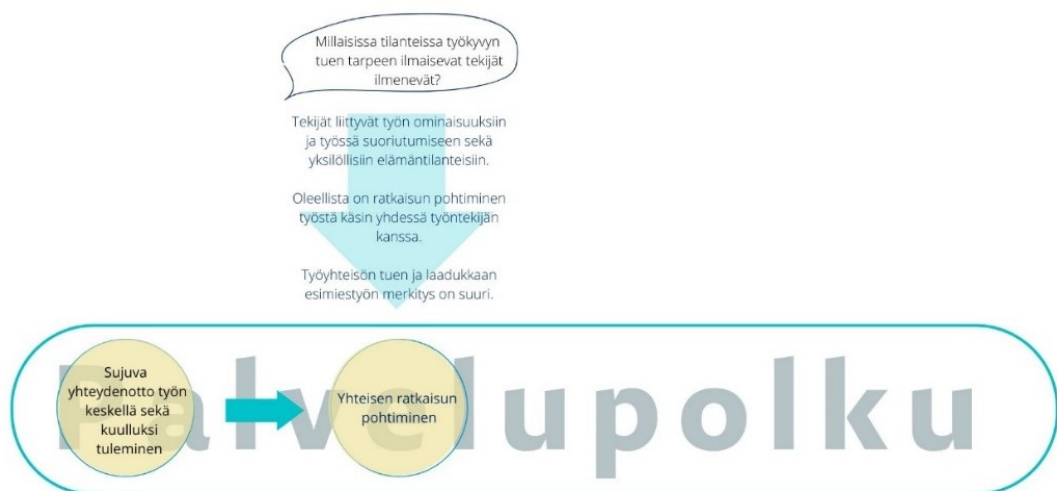 Millaisissa tilanteissa työkyvyn
tuen tarpeen ilmaisevat tekijät
ilmenevät?
Tekijät liittyvät työn ominaisuuksiin
ja työssä suoriutumiseen sekä
yksilöllisiin elämäntilanteisiin.
Oleellista on ratkaisun pohtiminen
työstä käsin yhdessä työntekijän
kanssa.
Työyhteisön tuen ja laadukkaan
esimiestyön merkitys on suuri.
Palvelupolku
Sujuva
yhteydenotto työn
keskellä sekä
kuulluksi
tuleminen
Yhteisen ratkaisun
pohtiminen